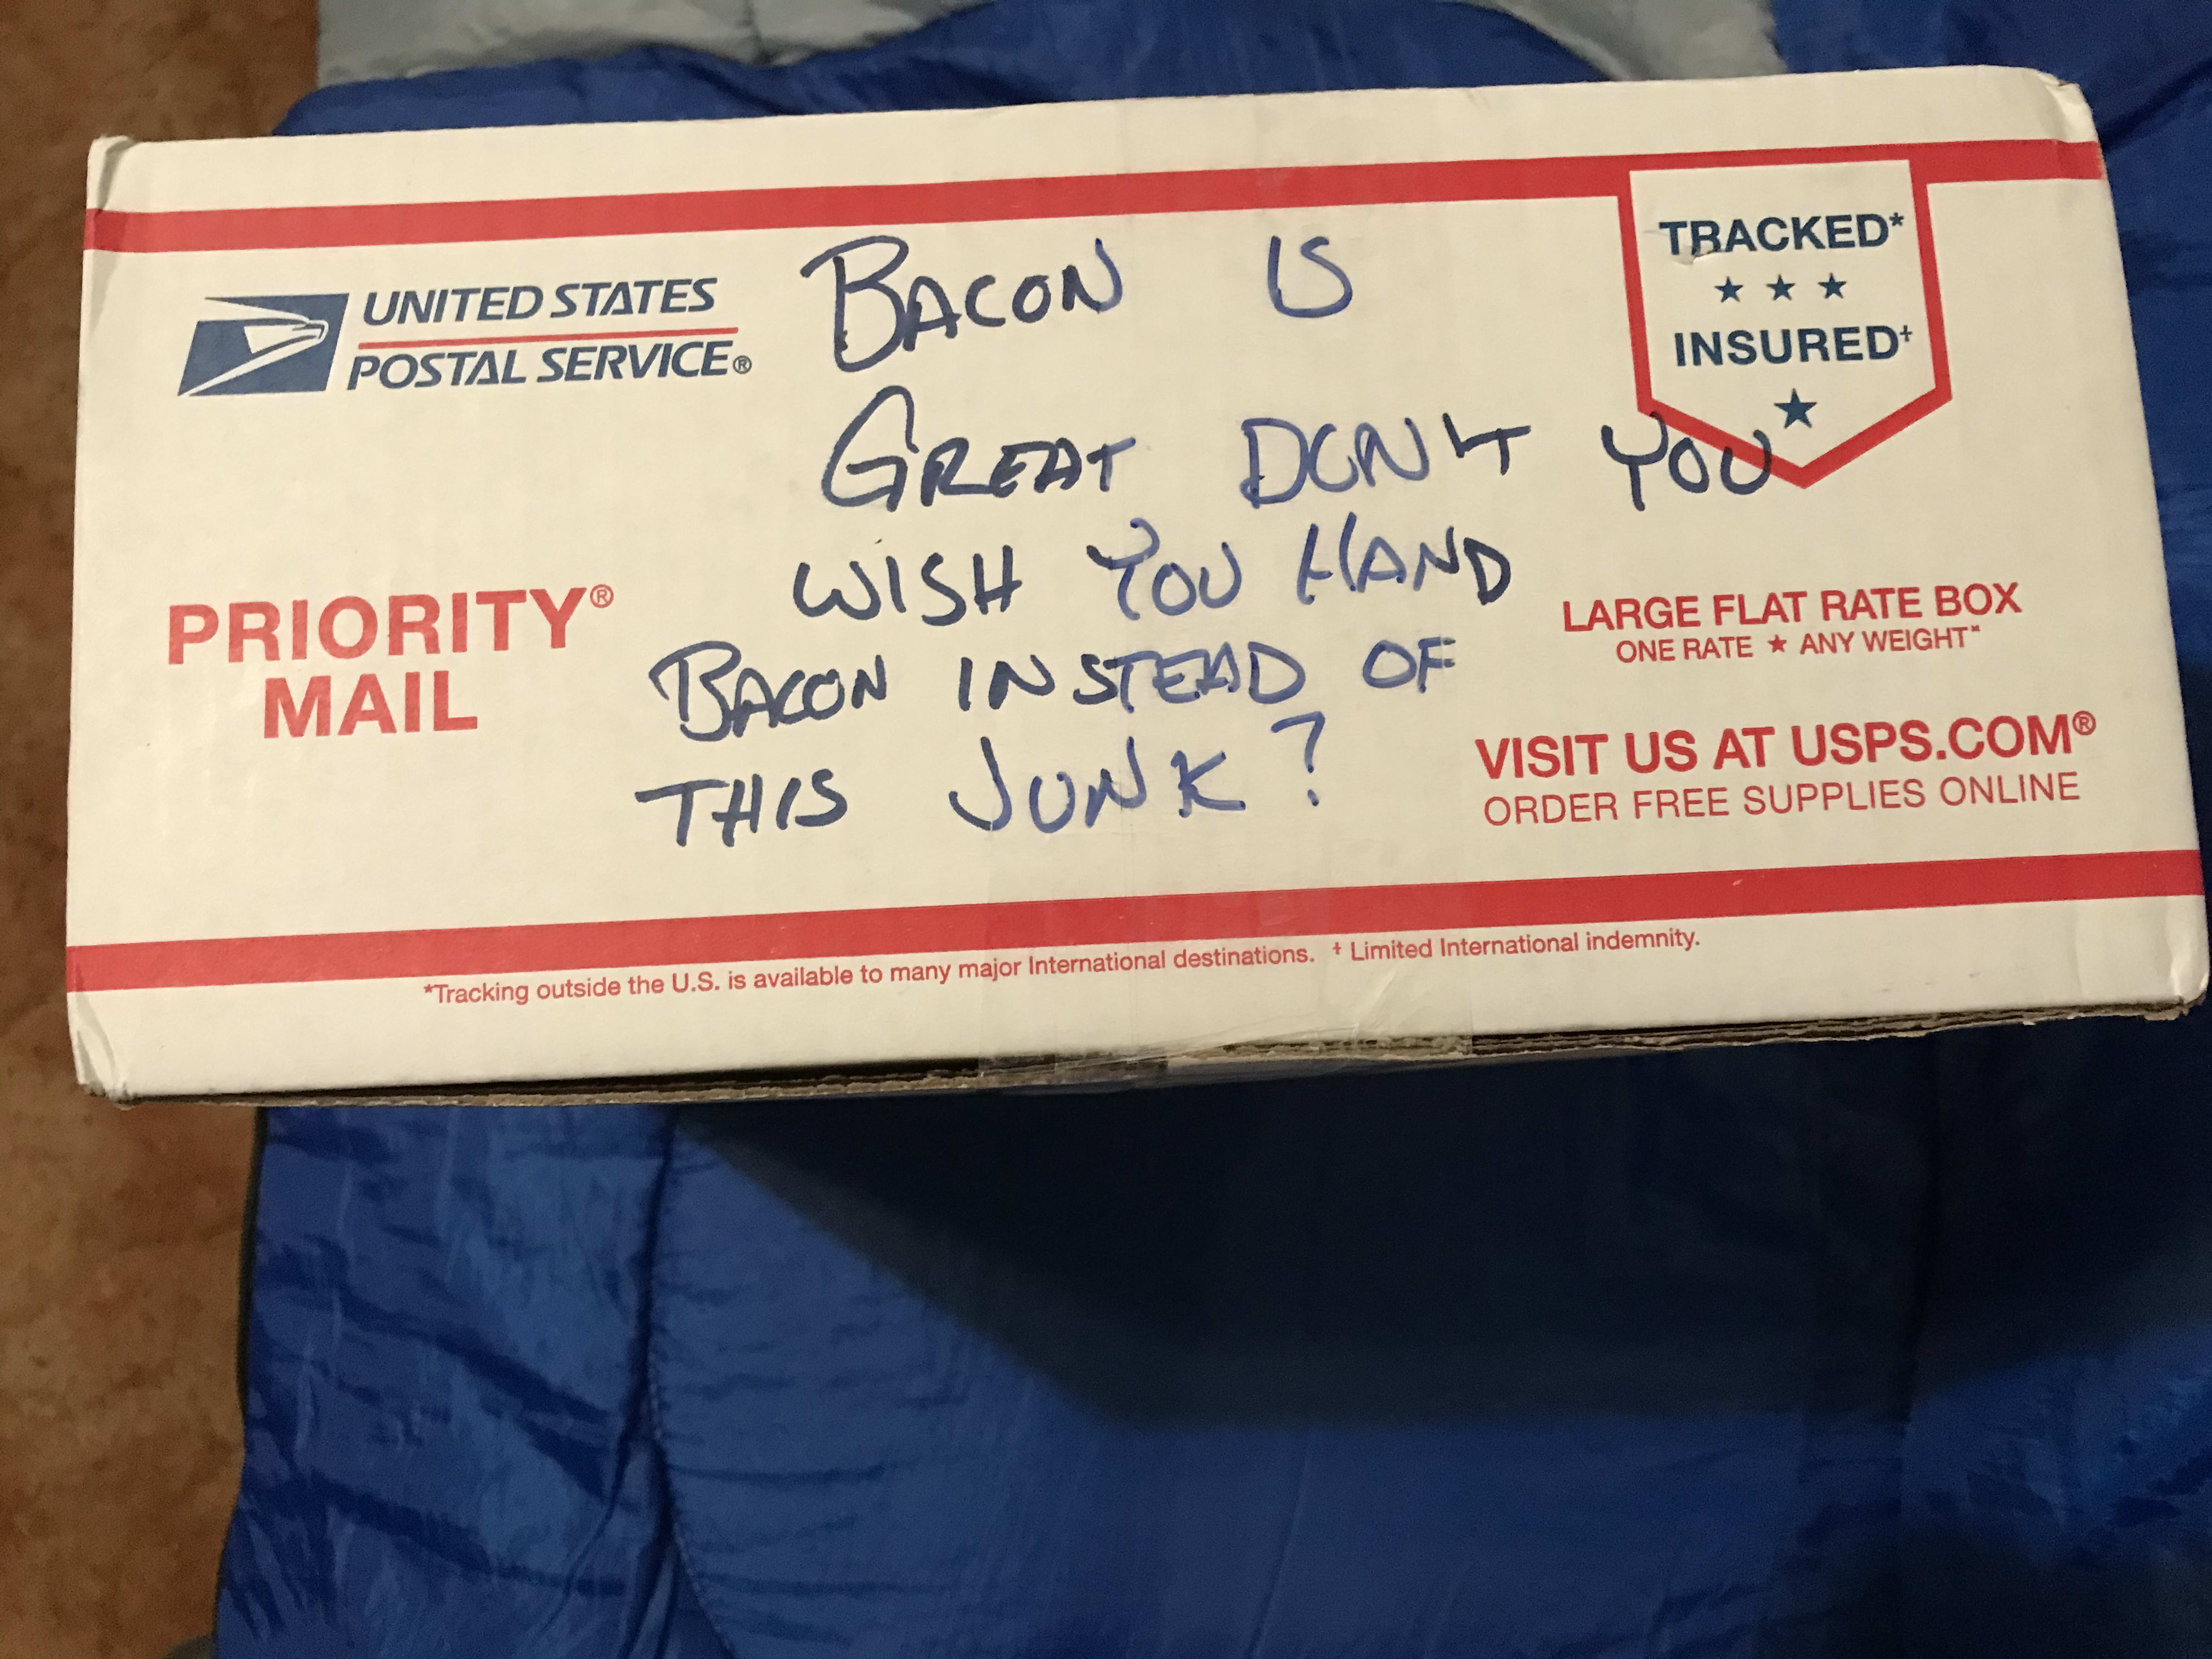 UNITED STATES
POSTAL SERVICE®
BACON IS
GREAT DON'T YOU
WISH YOU HAND
BACON INSTEAD OF
THIS JUNK?
PRIORITY®
MAIL
TRACKED*
★ ★ ★
INSURED‡
★
LARGE FLAT RATE BOX
ONE RATE ★ ANY WEIGHT*
VISIT US AT USPS.COM®
ORDER FREE SUPPLIES ONLINE
*Tracking outside the U.S. is available to many major International destinations. ‡ Limited International indemnity.